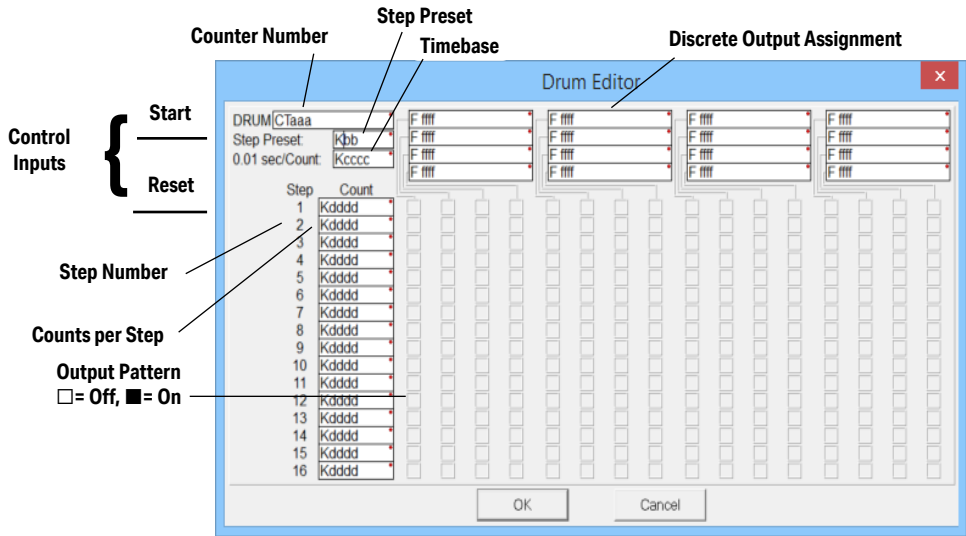 Step Preset
Counter Number
Timebase
Discrete Output Assignment
Drum Editor
x
Control
Inputs
{
Start
Reset
DRUM CTaaa
F ffff F ffff F ffff F ffff
Step Preset: Kbb
F ffff F ffff F ffff F ffff
0.01 sec/Count: Kcccc
F ffff F ffff F ffff F ffff
F ffff F ffff F ffff F ffff
Step Count
1 Kdddd
2 Kdddd
3 Kdddd
4 Kdddd
5 Kdddd
6 Kdddd
7 Kdddd
8 Kdddd
9 Kdddd
10 Kdddd
11 Kdddd
12 Kdddd
13 Kdddd
14 Kdddd
15 Kdddd
16 Kdddd
Step Number
Counts per Step
Output Pattern
□= Off, ■= On
OK Cancel